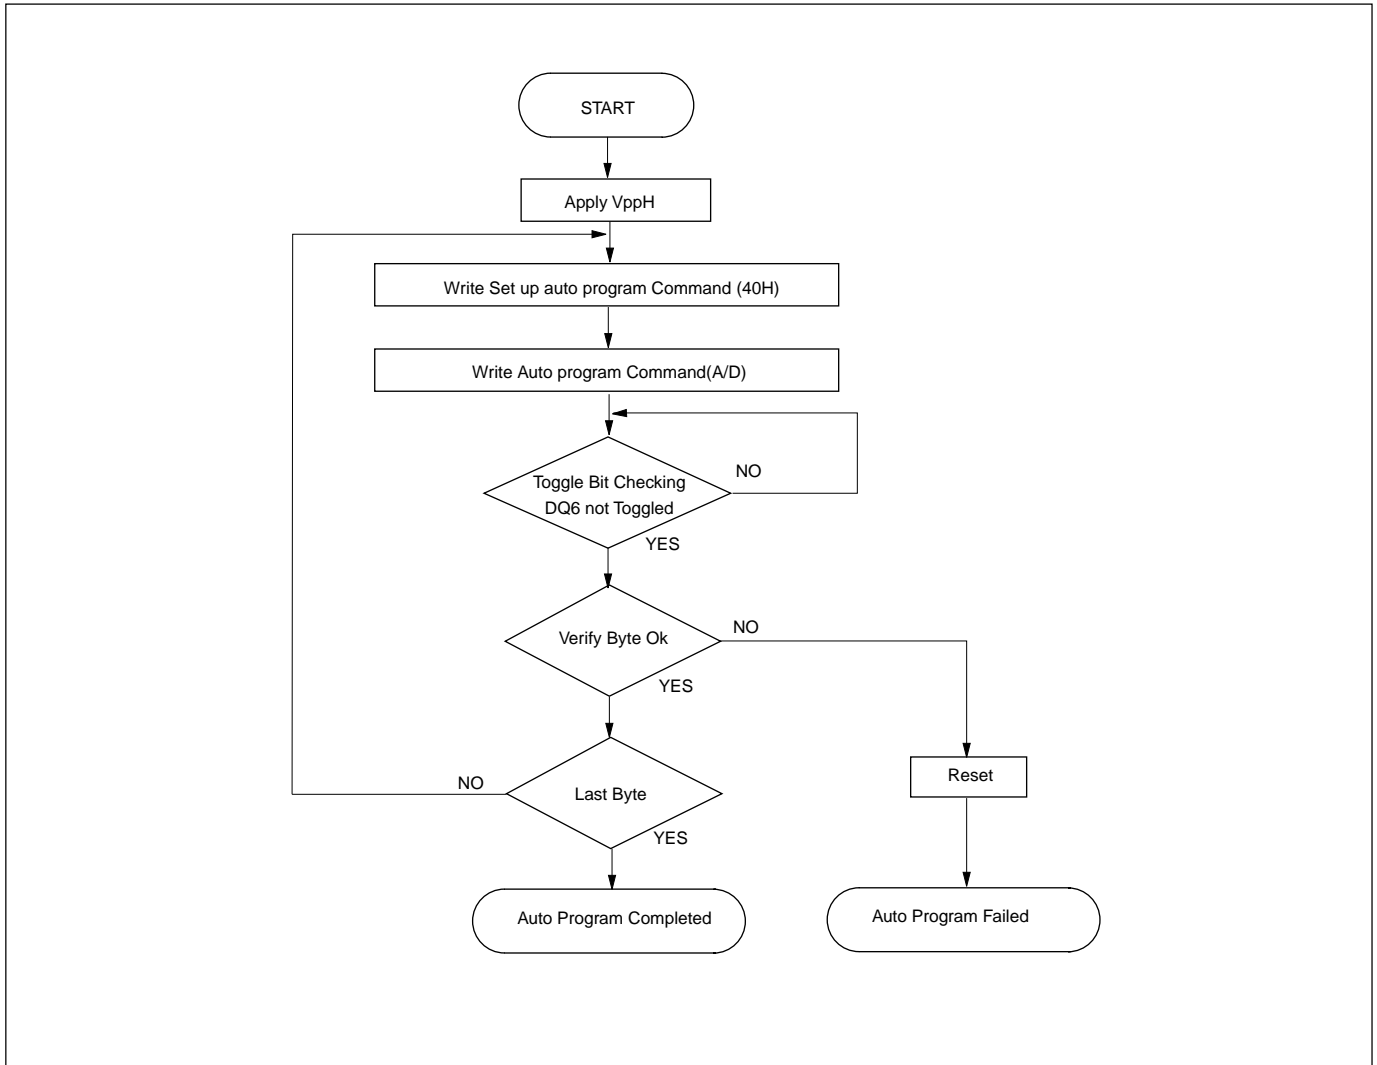 START
Apply VppH
Write Set up auto program Command (40H)
Write Auto program Command(A/D)
Toggle Bit Checking
DQ6 not Toggled
NO
YES
Verify Byte Ok
NO
YES
Last Byte
NO
YES
Reset
Auto Program Completed
Auto Program Failed